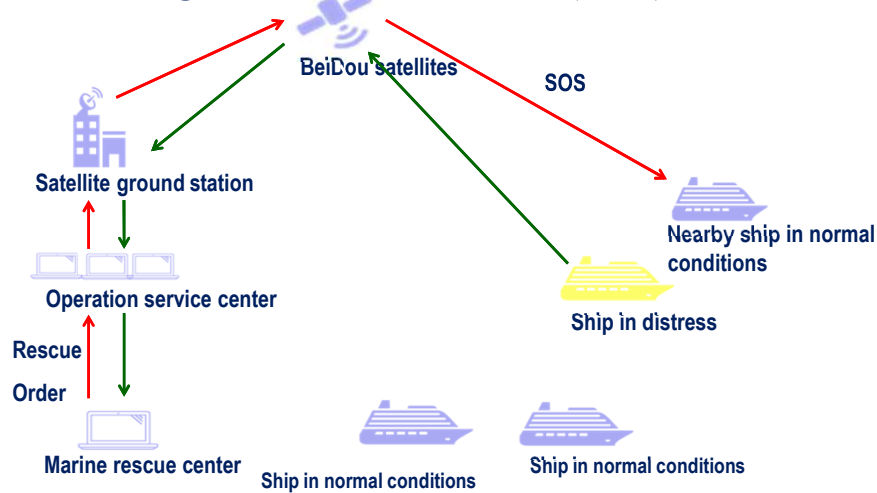 BeiDou satellites
SOS
Satellite ground station
Nearby ship in normal
conditions
Operation service center
Ship in distress
Rescue
Order
Marine rescue center
Ship in normal conditions
Ship in normal conditions